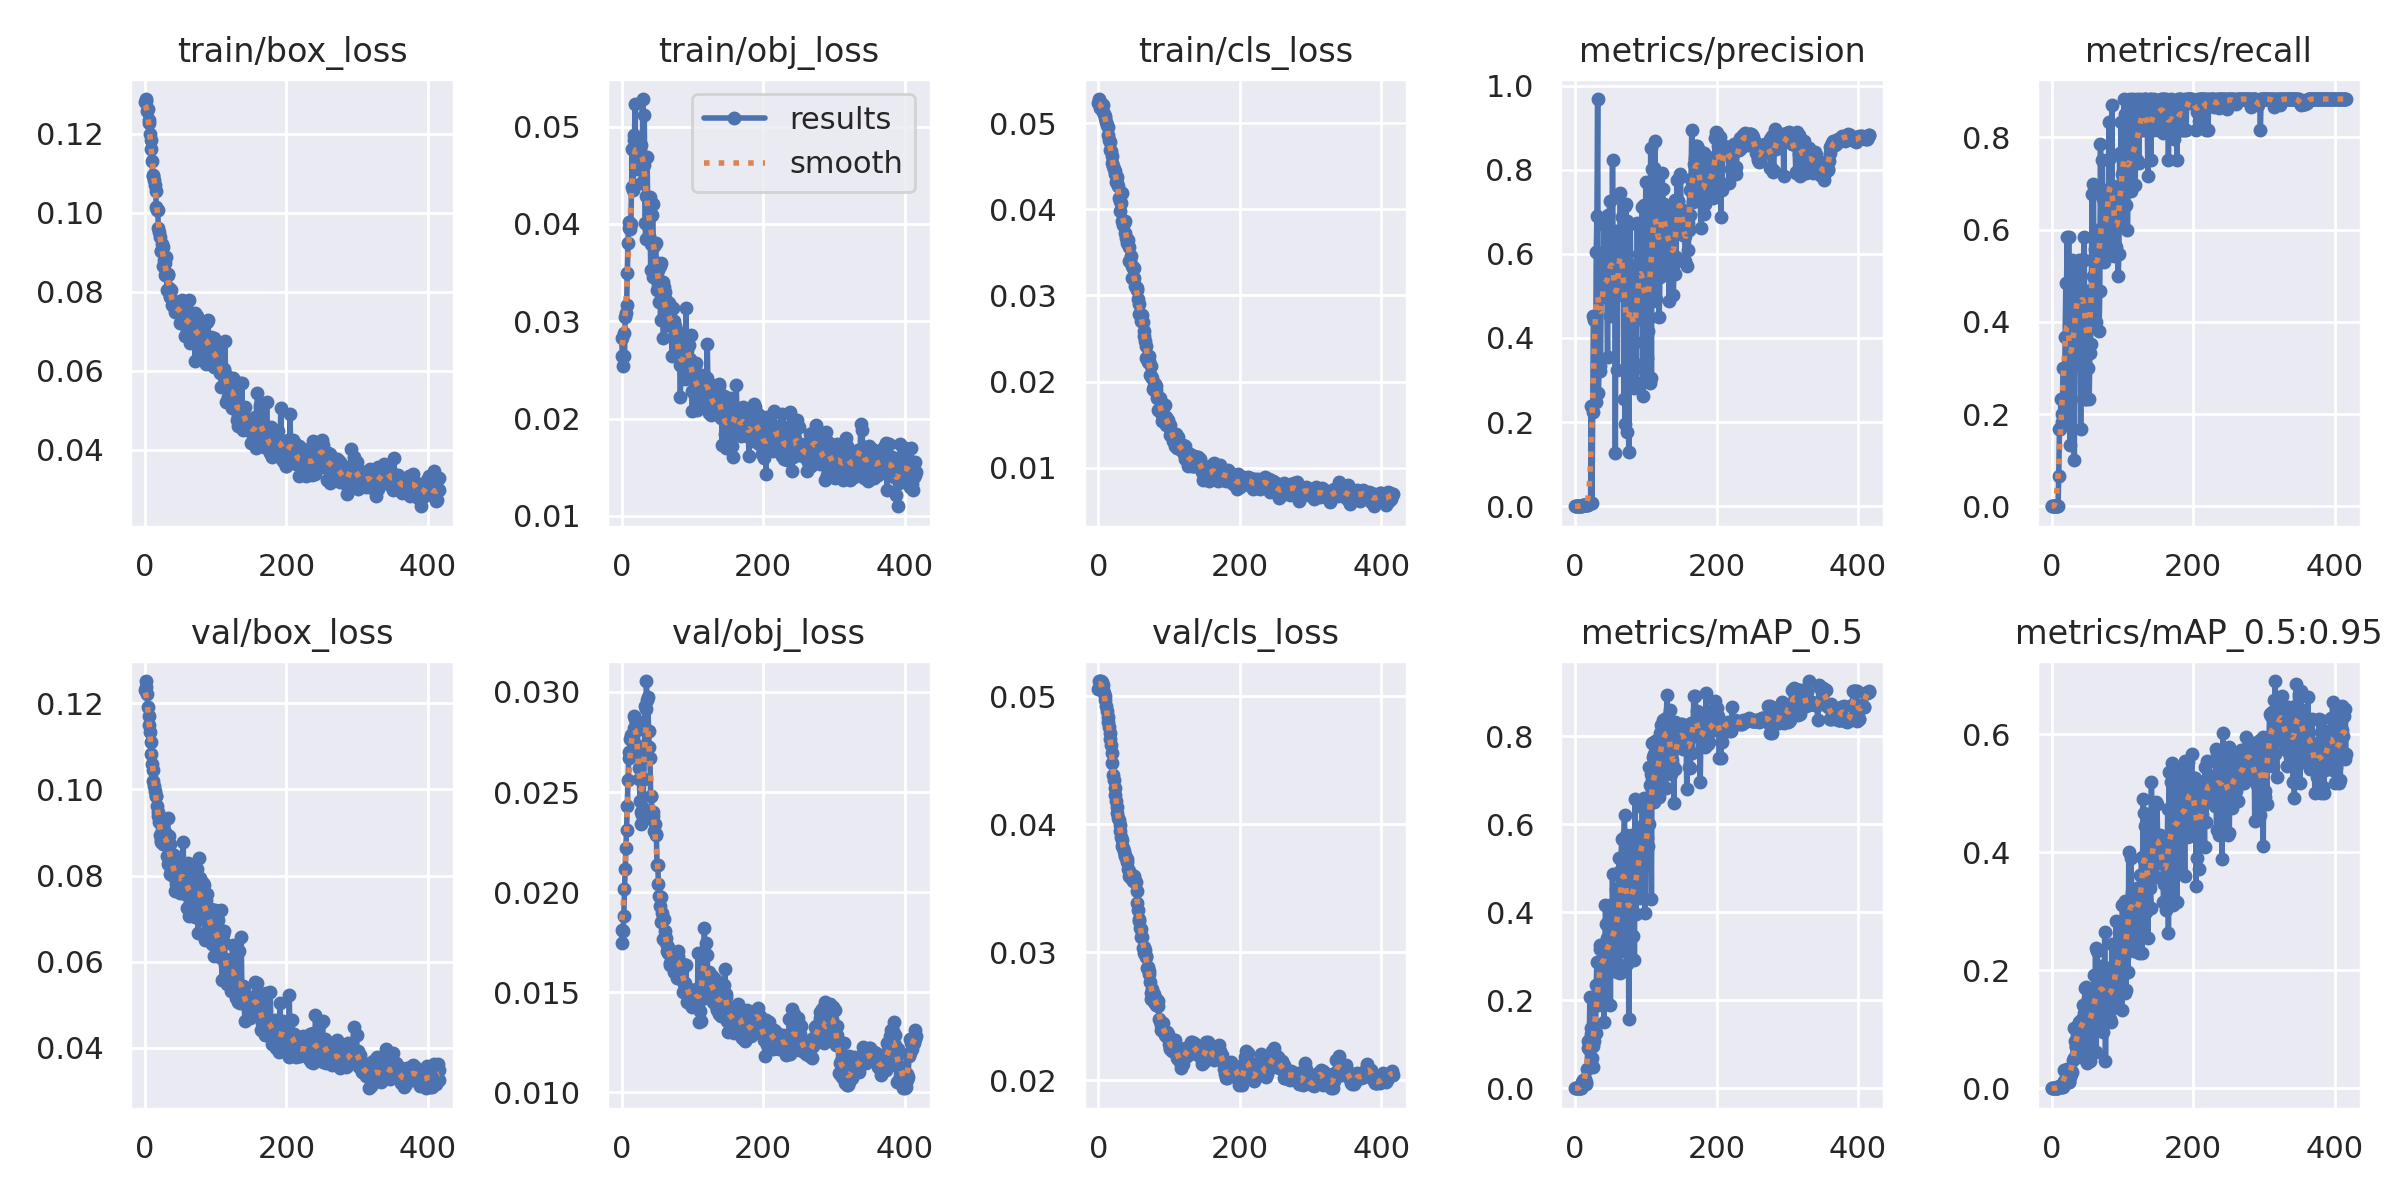 train/box_loss
0.12
0.10
0.08
0.06
0.04
0 200 400
train/obj_loss
results
smooth
0.05
0.04
0.03
0.02
0.01
0 200 400
train/cls_loss
0.05
0.04
0.03
0.02
0.01
0 200 400
metrics/precision
1.0
0.8
0.6
0.4
0.2
0.0
0 200 400
metrics/recall
0.8
0.6
0.4
0.2
0.0
0 200 400
val/box_loss
0.12
0.10
0.08
0.06
0.04
0 200 400
val/obj_loss
0.030
0.025
0.020
0.015
0.010
0 200 400
val/cls_loss
0.05
0.04
0.03
0.02
0 200 400
metrics/mAP_0.5
0.8
0.6
0.4
0.2
0.0
0 200 400
metrics/mAP_0.5:0.95
0.6
0.4
0.2
0.0
0 200 400